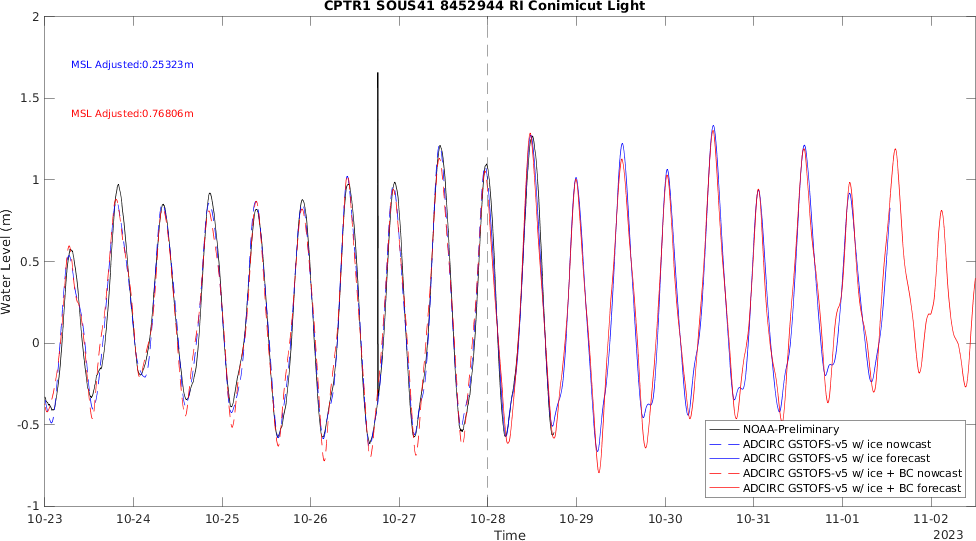 CPTR1 SOUS41 8452944 RI Conimicut Light
2
1.5
1
0.5
0
-0.5
-1
Water Level (m)
MSL Adjusted:0.25323m
MSL Adjusted:0.76806m
NOAA-Preliminary
ADCIRC GSTOFS-v5 w/ ice nowcast
ADCIRC GSTOFS-v5 w/ ice forecast
ADCIRC GSTOFS-v5 w/ ice + BC nowcast
ADCIRC GSTOFS-v5 w/ ice + BC forecast
10-23 10-24 10-25 10-26 10-27 10-28 10-29 10-30 10-31 11-01 11-02
Time
2023